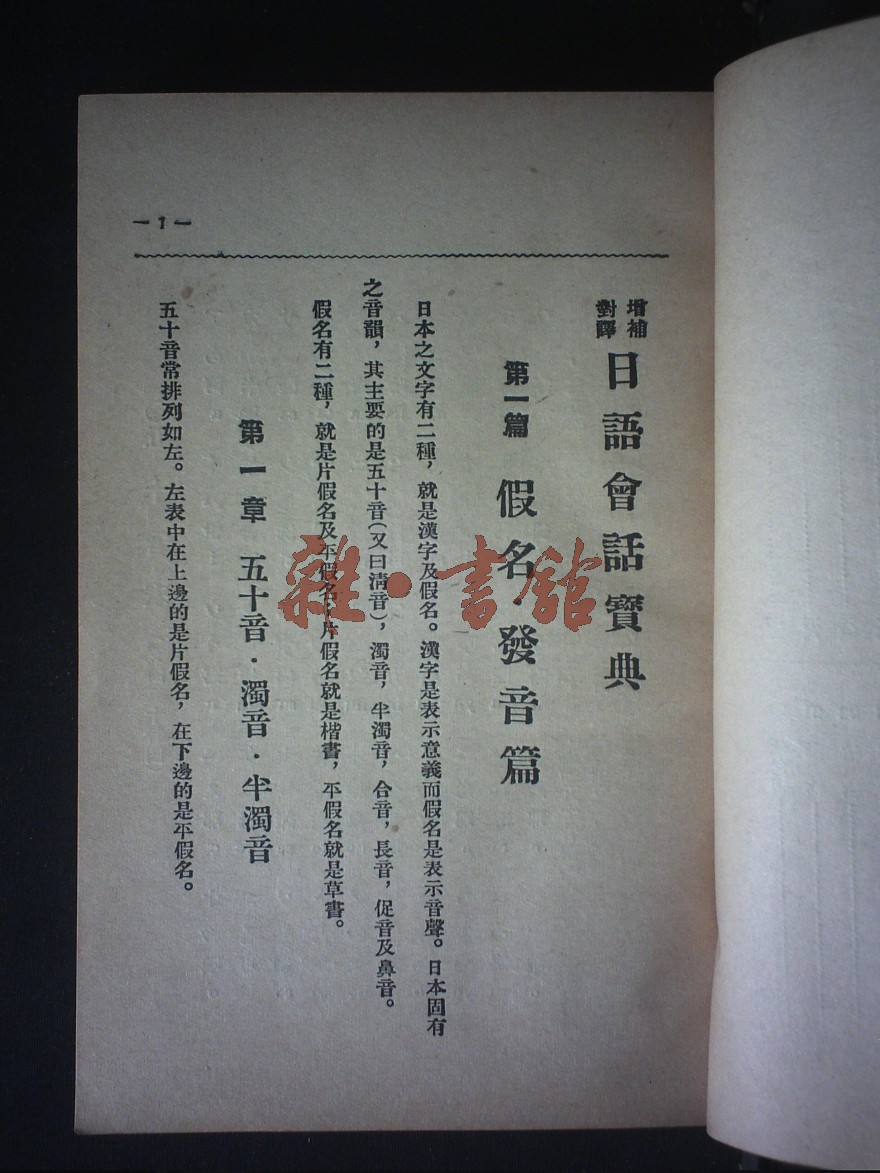 增補
對譯
日語會話寶典
第一篇 假名·發音篇
日本之文字有二種，就是漢字及假名。漢字是表示意義而假名是表示音聲。日本固有
之音韻，其主要的是五十音（又曰淸音），濁音，半濁音，合音，長音，促音及鼻音。
假名有二種，就是片假名及平假名，片假名就是楷書，平假名就是草書。
第一章 五十音·濁音·半濁音
五十音常排列如左。左表中在上邊的是片假名，在下邊的是平假名。
— 1 —
雜·書館